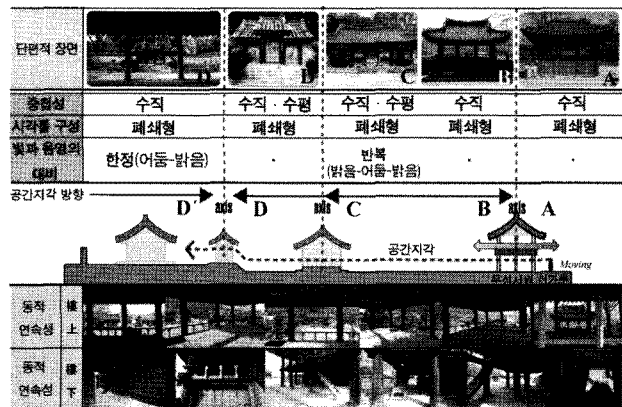 단편적 장면
D´
D
C
B
A
중첩성
수직
수직 · 수평
수직 · 수평
수직
수직
시각틀 구성
폐쇄형
폐쇄형
폐쇄형
폐쇄형
폐쇄형
빛과 음영의
대비
한정(어둠-밝음)
·
반복
(밝음-어둠-밝음)
·
·
공간지각 방향
D´
axis
D
axis
C
B
axis
A
공간지각
Moving
동적
연속성
樓
上
동적
연속성
樓
下